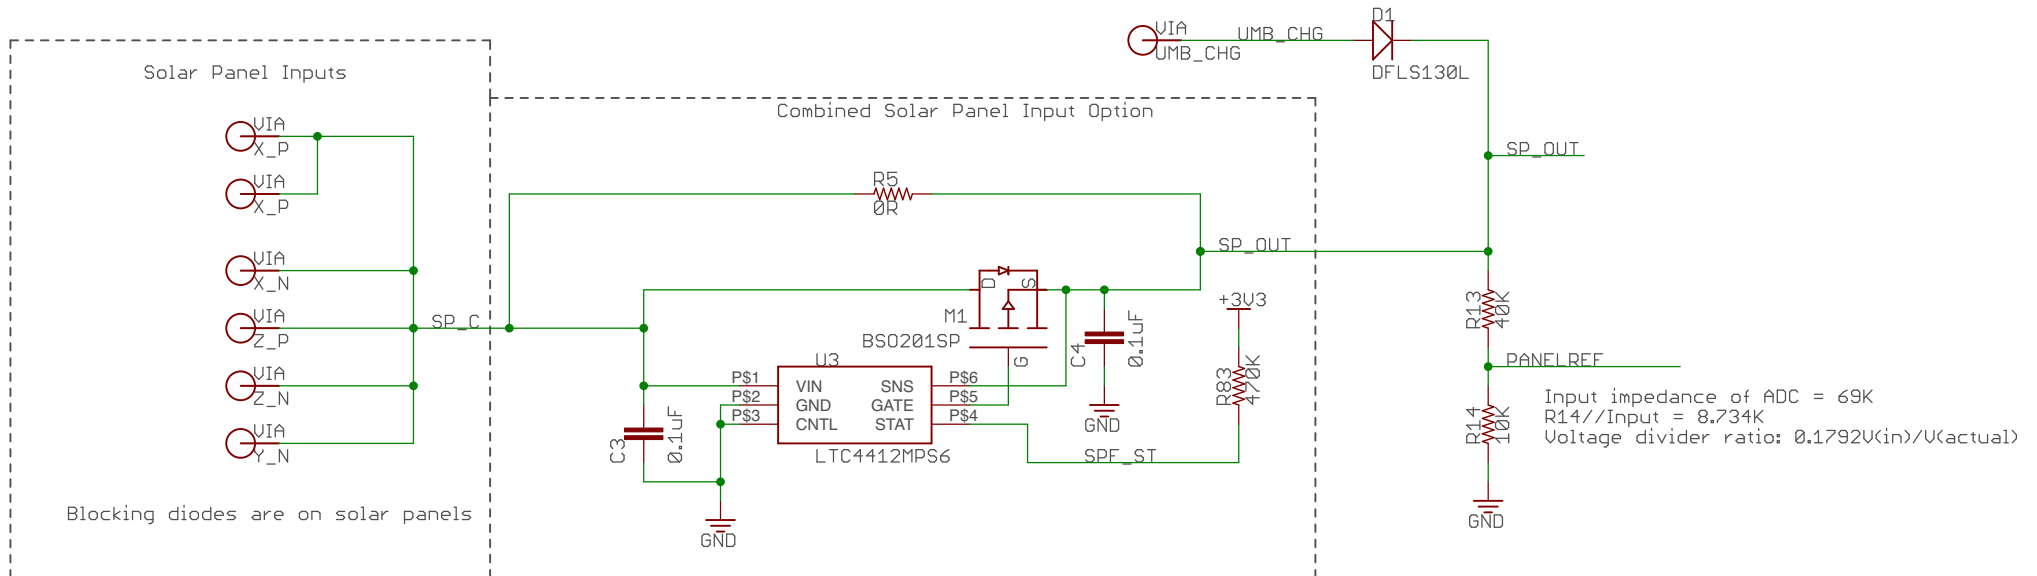 Solar Panel Inputs
VIA
X_P
VIA
X_P
VIA
X_N
VIA
Z_P
VIA
Z_N
VIA
Y_N
Blocking diodes are on solar panels
SP_C
Combined Solar Panel Input Option
R5
0R
M1
BSO201SP
D
S
G
U3
P$1
P$2
P$3
VIN
GND
CNTL
SNS
GATE
STAT
P$6
P$5
P$4
LTC4412MPS6
C3
0.1uF
GND
C4
0.1uF
GND
+3V3
R83
470K
SPF_ST
SP_OUT
VIA
UMB_CHG
UMB_CHG
D1
DFLS130L
SP_OUT
R13
40K
PANELREF
R14
10K
GND
Input impedance of ADC = 69K
R14//Input = 8.734K
Voltage divider ratio: 0.1792V(in)/V(actual)